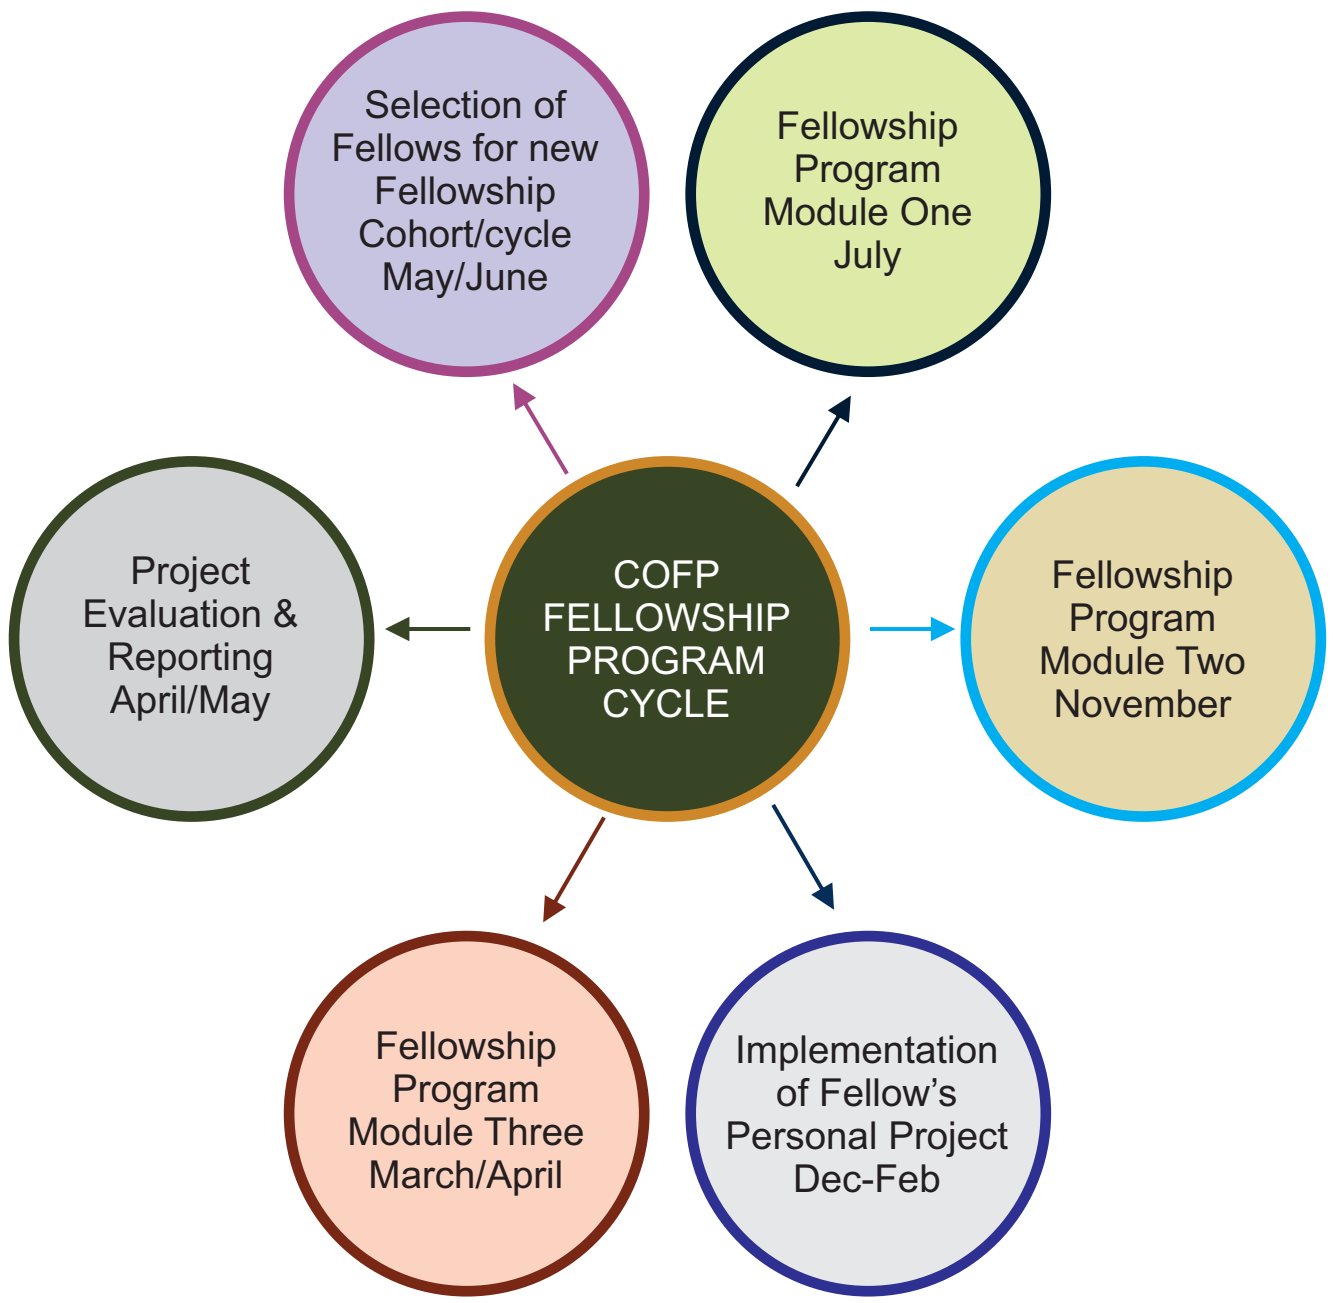 Selection of
Fellows for new
Fellowship
Cohort/cycle
May/June
Fellowship
Program
Module One
July
Project
Evaluation &
Reporting
April/May
COFP
FELLOWSHIP
PROGRAM
CYCLE
Fellowship
Program
Module Two
November
Fellowship
Program
Module Three
March/April
Implementation
of Fellow’s
Personal Project
Dec-Feb